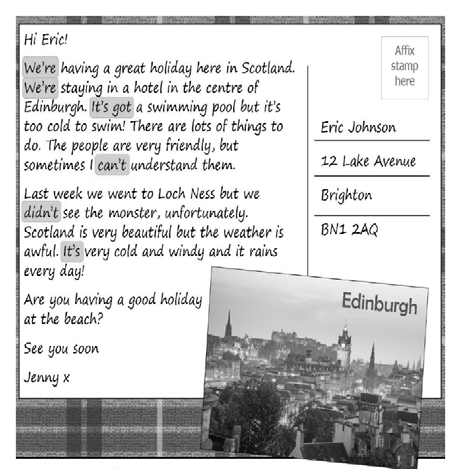 Hi Eric!
We're having a great holiday here in Scotland.
We're staying in a hotel in the centre of
Edinburgh. It's got a swimming pool but it's
too cold to swim! There are lots of things to
do. The people are very friendly, but
sometimes I can't understand them.
Last week we went to Loch Ness but we
didn't see the monster, unfortunately.
Scotland is very beautiful but the weather is
awful. It's very cold and windy and it rains
every day!
Are you having a good holiday
at the beach?
See you soon
Jenny x
Affix
stamp
here
Eric Johnson
12 Lake Avenue
Brighton
BN1 2AQ
Edinburgh